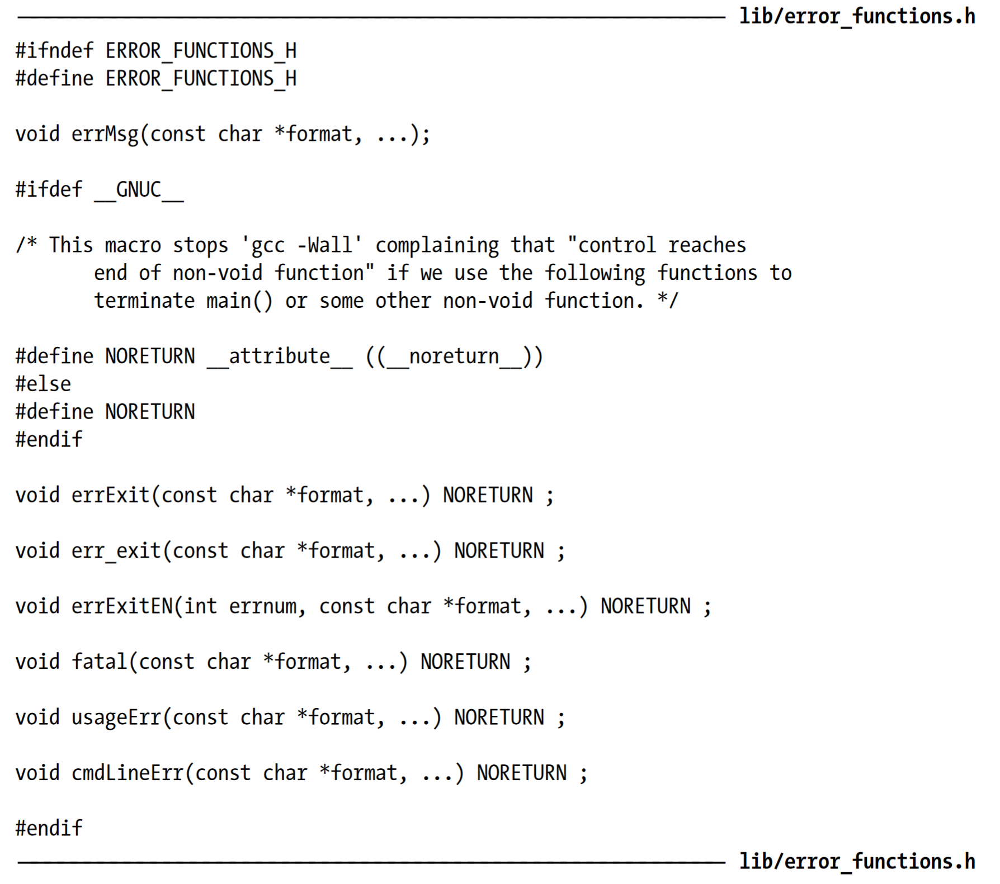 lib/error_functions.h
#ifndef ERROR_FUNCTIONS_H
#define ERROR_FUNCTIONS_H
void errMsg(const char *format, ...);
#ifdef __GNUC__
/* This macro stops 'gcc -Wall' complaining that "control reaches
end of non-void function" if we use the following functions to
terminate main() or some other non-void function. */
#define NORETURN __attribute__ ((__noreturn__))
#else
#define NORETURN
#endif
void errExit(const char *format, ...) NORETURN ;
void err_exit(const char *format, ...) NORETURN ;
void errExitEN(int errnum, const char *format, ...) NORETURN ;
void fatal(const char *format, ...) NORETURN ;
void usageErr(const char *format, ...) NORETURN ;
void cmdLineErr(const char *format, ...) NORETURN ;
#endif
lib/error_functions.h